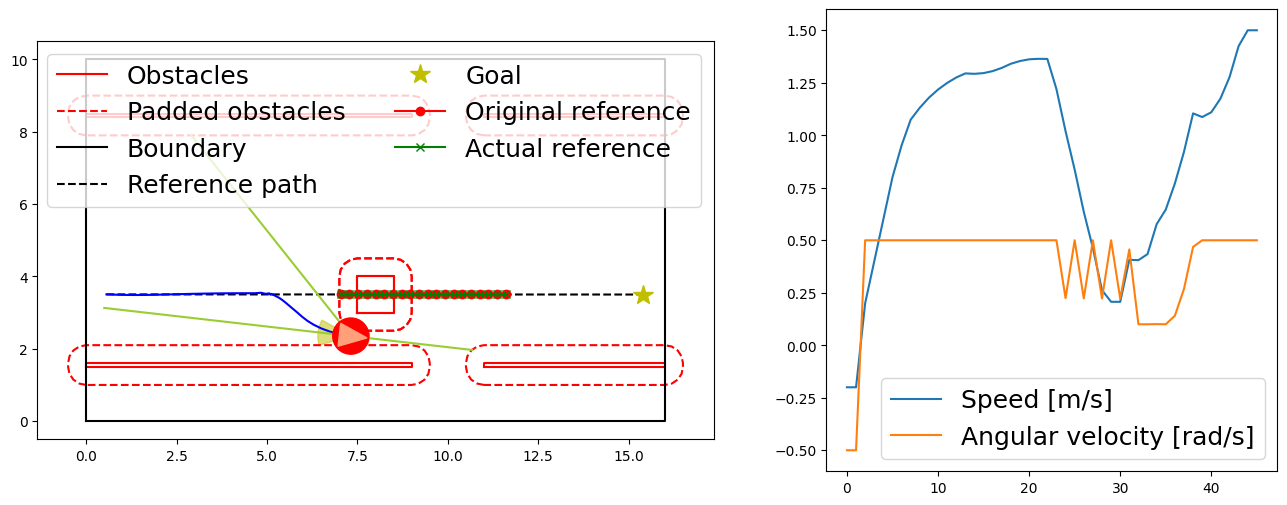 10
8
6
4
2
0
0.0 2.5 5.0 7.5 10.0 12.5 15.0
Obstacles
Padded obstacles
Boundary
Reference path
Goal
Original reference
Actual reference
1.50
1.25
1.00
0.75
0.50
0.25
0.00
−0.25
−0.50
0 10 20 30 40
Speed [m/s]
Angular velocity [rad/s]